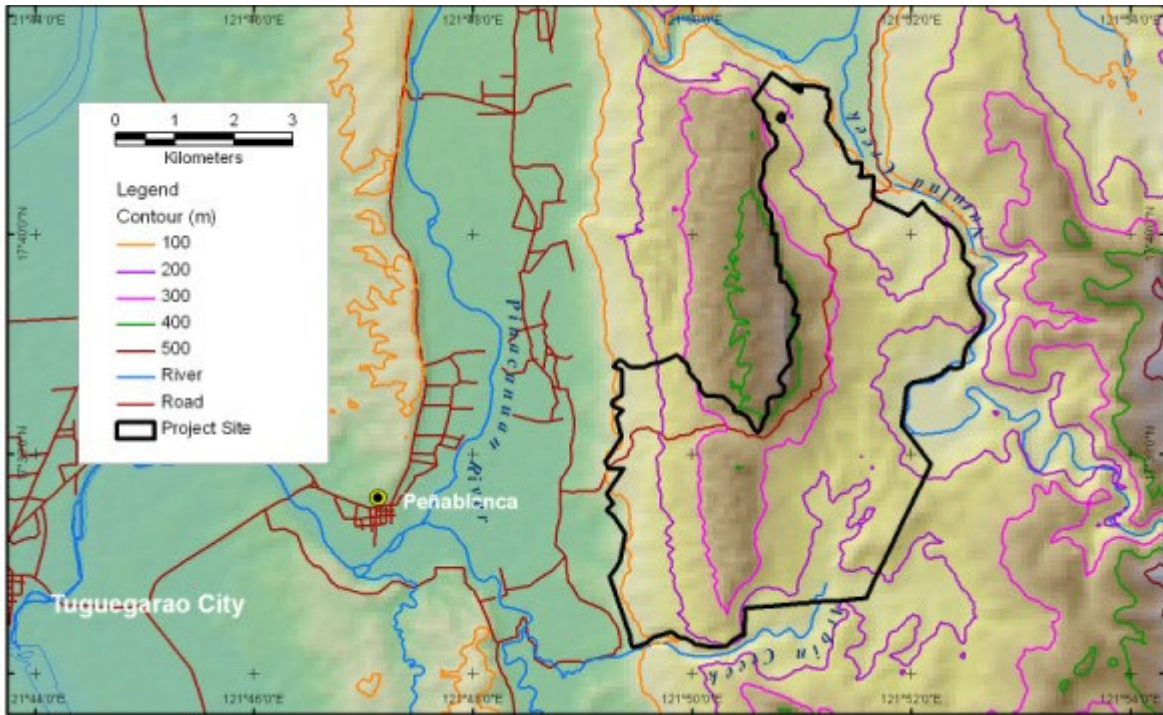 121°44'0"E
121°46'0"E
121°48'0"E
121°50'0"E
121°52'0"E
121°54'0"E
0 1 2 3
Kilometers
Legend
Contour (m)
100
200
300
400
500
River
Road
Project Site
17°40'0"N
17°40'0"N
Creek
Pinacanauan River
Peñablanca
Tuguegarao City
Creek
121°44'0"E
121°46'0"E
121°48'0"E
121°50'0"E
121°52'0"E
121°54'0"E